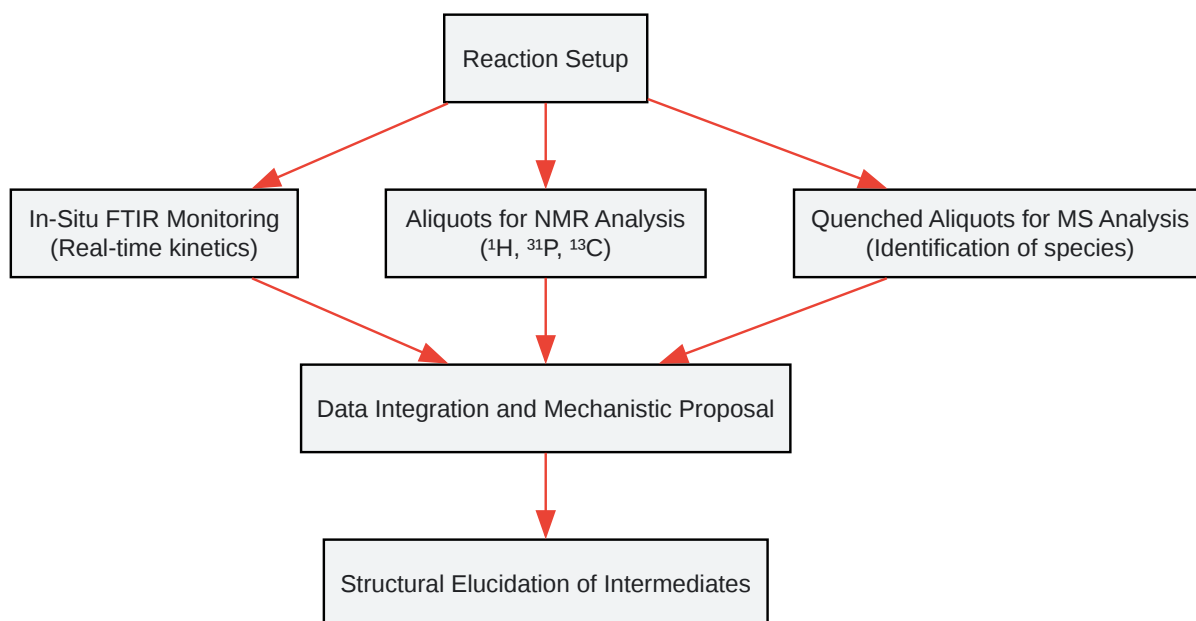 Reaction Setup
In-Situ FTIR Monitoring
(Real-time kinetics)
Aliquots for NMR Analysis
(¹H, ³¹P, ¹³C)
Quenched Aliquots for MS Analysis
(Identification of species)
Data Integration and Mechanistic Proposal
Structural Elucidation of Intermediates